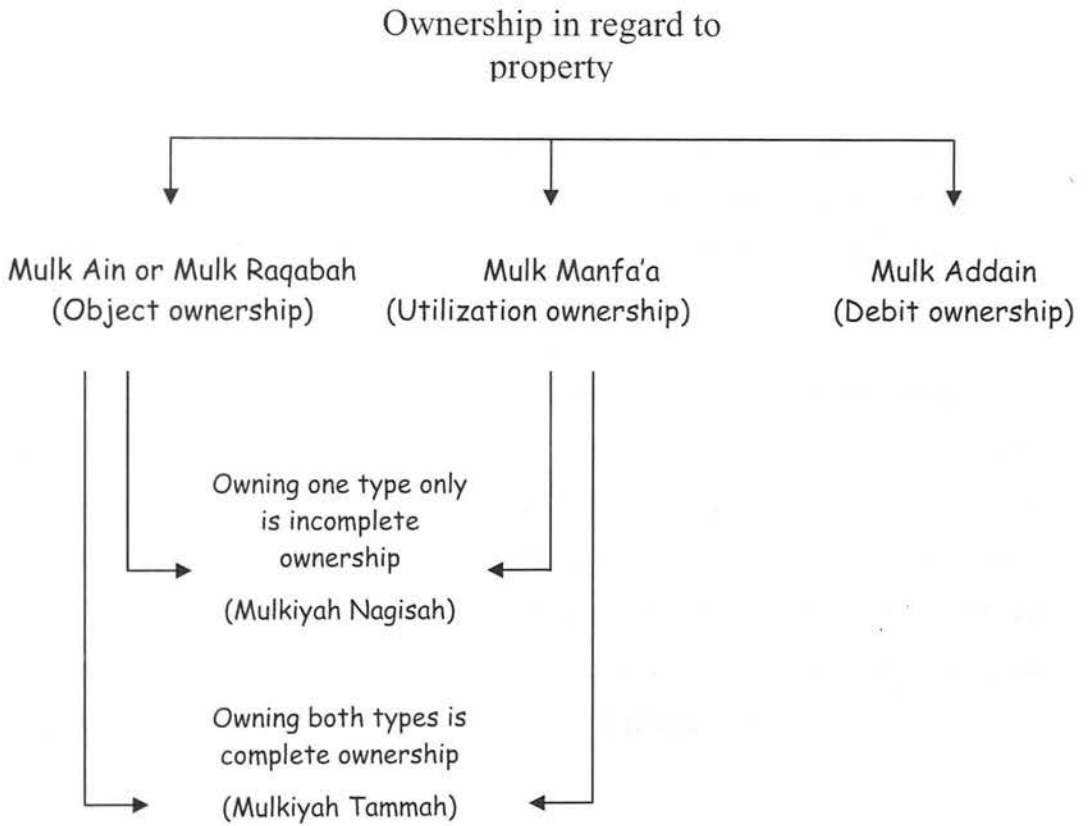 Ownership in regard to
property
Mulk Ain or Mulk Raqabah
(Object ownership)
Mulk Manfa'a
(Utilization ownership)
Mulk Addain
(Debit ownership)
Owning one type only
is incomplete
ownership
(Mulkiyah Nagisah)
Owning both types is
complete ownership
(Mulkiyah Tammah)